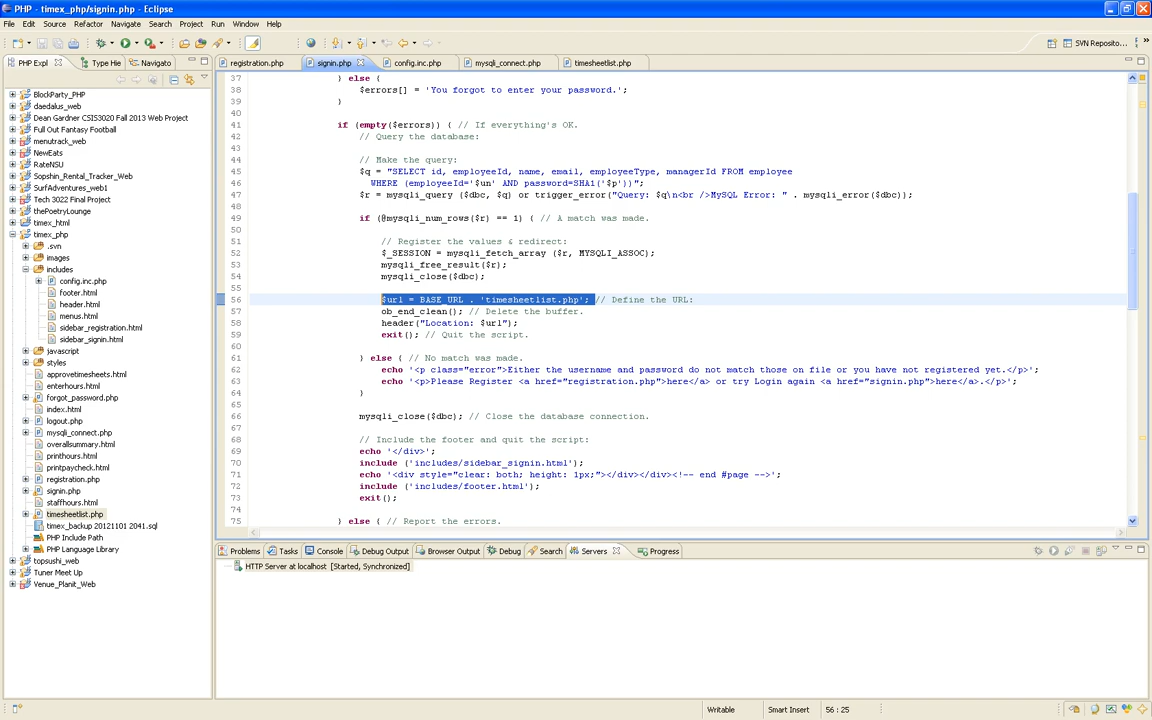 PHP - timex_php/signin.php - Eclipse
File Edit Source Refactor Navigate Search Project Run Window Help
SVN Reposito...
PHP Expl Type Hie Navigato
registration.php signin.php config.inc.php mysqli_connect.php timesheetlist.php
BlockParty_PHP
daedalus_web
Dean Gardner CSIS3020 Fall 2013 Web Project
Full Out Fantasy Football
menutrack_web
NewEats
RateNSU
Sopshin_Rental_Tracker_Web
SurfAdventures_web1
Tech 3022 Final Project
thePoetryLounge
timex_html
timex_php
.svn
images
includes
config.inc.php
footer.html
header.html
menus.html
sidebar_registration.html
sidebar_signin.html
javascript
styles
approvetimesheets.html
enterhours.html
forgot_password.php
index.html
logout.php
mysqli_connect.php
overallsummary.html
printhours.html
printpaycheck.html
registration.php
signin.php
staffhours.html
timesheetlist.php
timex_backup 20121101 2041.sql
PHP Include Path
PHP Language Library
topsushi_web
Tuner Meet Up
Venue_Planit_Web
37 } else {
38 $errors[] = 'You forgot to enter your password.';
39 }
40
41 if (empty($errors)) { // If everything's OK.
42 // Query the database:
43
44 // Make the query:
45 $q = "SELECT id, employeeId, name, email, employeeType, managerId FROM employee
46 WHERE (employeeId='$un' AND password=SHA1('$p'))";
47 $r = mysqli_query ($dbc, $q) or trigger_error("Query: $q\n<br />MySQL Error: " . mysqli_error($dbc));
48
49 if (@mysqli_num_rows($r) == 1) { // A match was made.
50
51 // Register the values & redirect:
52 $_SESSION = mysqli_fetch_array ($r, MYSQLI_ASSOC);
53 mysqli_free_result($r);
54 mysqli_close($dbc);
55
56 $url = BASE_URL . 'timesheetlist.php'; // Define the URL:
57 ob_end_clean(); // Delete the buffer.
58 header("Location: $url");
59 exit(); // Quit the script.
60
61 } else { // No match was made.
62 echo '<p class="error">Either the username and password do not match those on file or you have not registered yet.</p>';
63 echo '<p>Please Register <a href="registration.php">here</a> or try Login again <a href="signin.php">here</a>.</p>';
64 }
65
66 mysqli_close($dbc); // Close the database connection.
67
68 // Include the footer and quit the script:
69 echo '</div>';
70 include ('includes/sidebar_signin.html');
71 echo '<div style="clear: both; height: 1px;"></div></div><!-- end #page -->';
72 include ('includes/footer.html');
73 exit();
74
75 } else { // Report the errors.
Problems Tasks Console Debug Output Browser Output Debug Search Servers Progress
HTTP Server at localhost [Started, Synchronized]
Writable Smart Insert 56 : 25